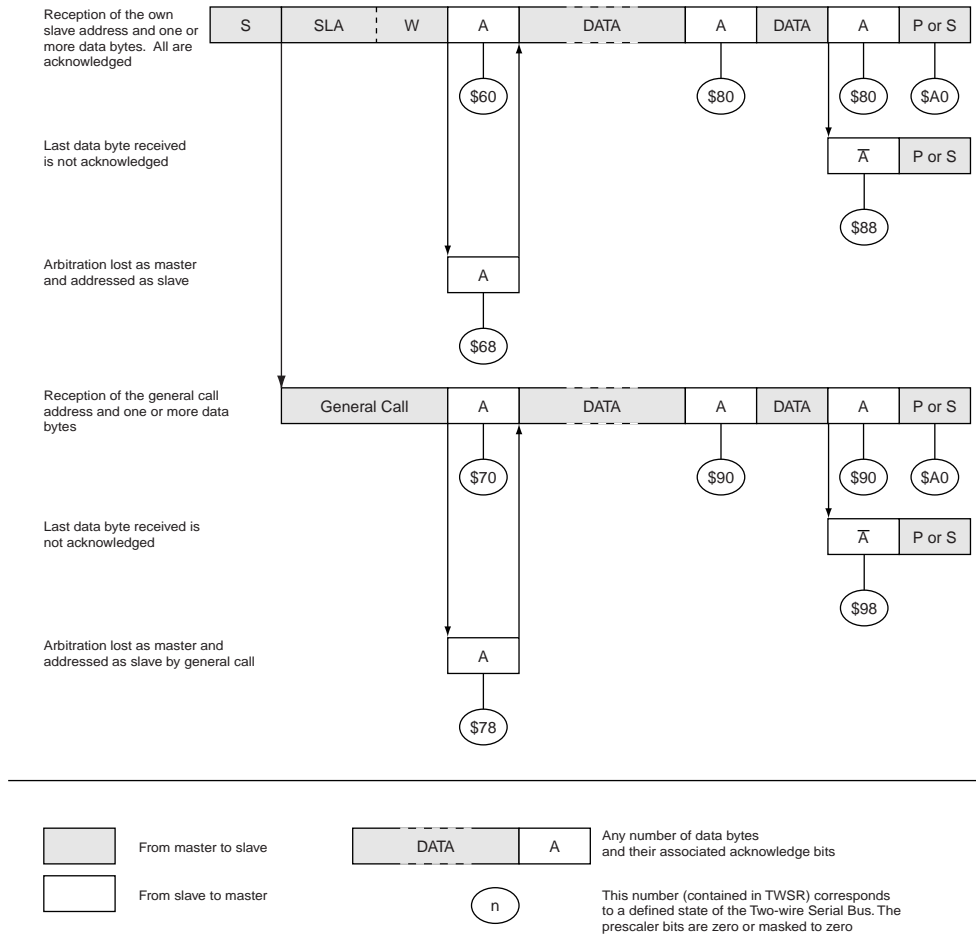 Reception of the own
slave address and one or
more data bytes. All are
acknowledged
S SLA W A DATA A DATA A P or S
$60 $80 $80 $A0
Last data byte received
is not acknowledged
A̅ P or S
$88
Arbitration lost as master
and addressed as slave
A
$68
Reception of the general call
address and one or more data
bytes
General Call A DATA A DATA A P or S
$70 $90 $90 $A0
Last data byte received is
not acknowledged
A̅ P or S
$98
Arbitration lost as master and
addressed as slave by general call
A
$78
From master to slave
DATA A
Any number of data bytes
and their associated acknowledge bits
From slave to master
n
This number (contained in TWSR) corresponds
to a defined state of the Two-wire Serial Bus. The
prescaler bits are zero or masked to zero